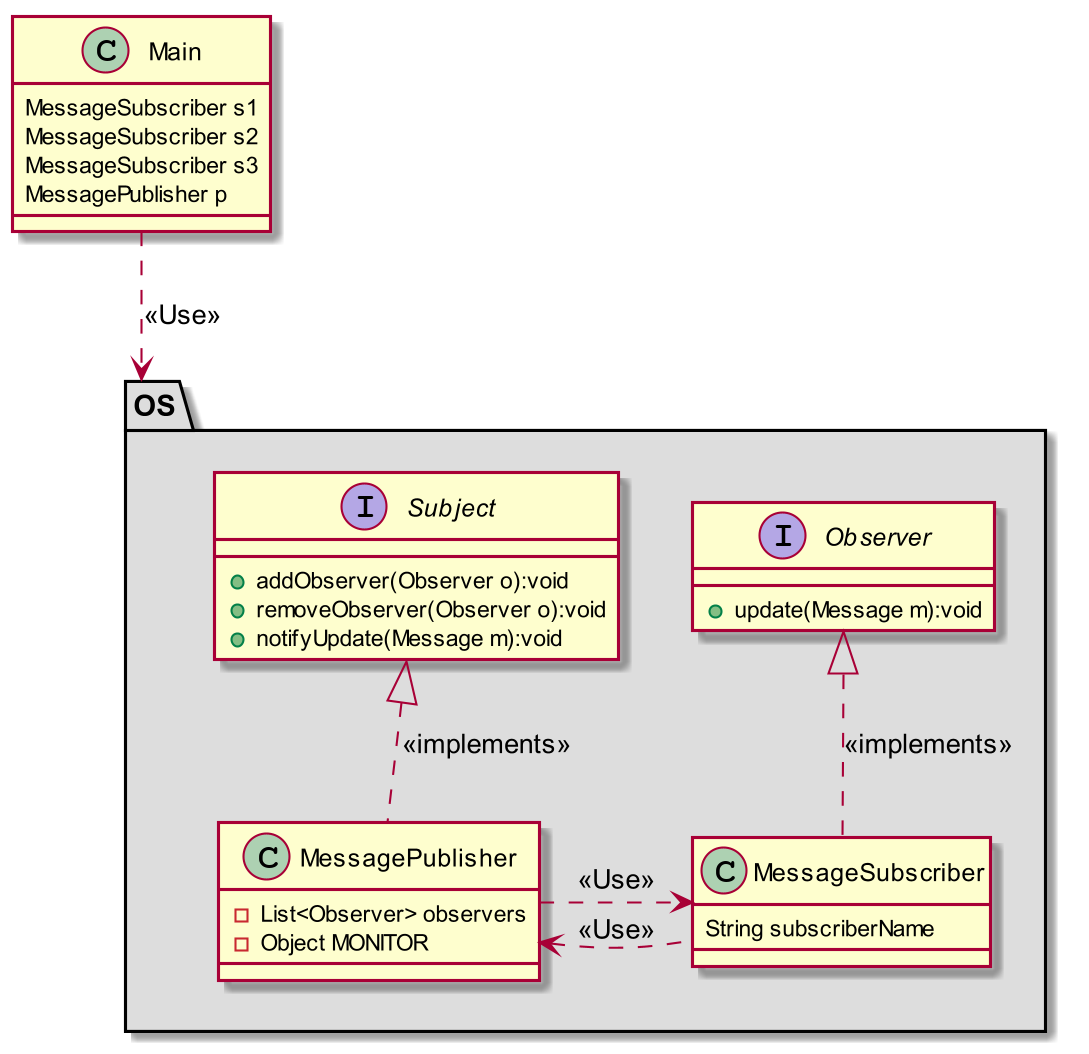 C Main
MessageSubscriber s1
MessageSubscriber s2
MessageSubscriber s3
MessagePublisher p
«Use»
OS
I Subject
addObserver(Observer o):void
removeObserver(Observer o):void
notifyUpdate(Message m):void
I Observer
update(Message m):void
«implements»
«implements»
C MessagePublisher
List<Observer> observers
Object MONITOR
«Use»
«Use»
C MessageSubscriber
String subscriberName